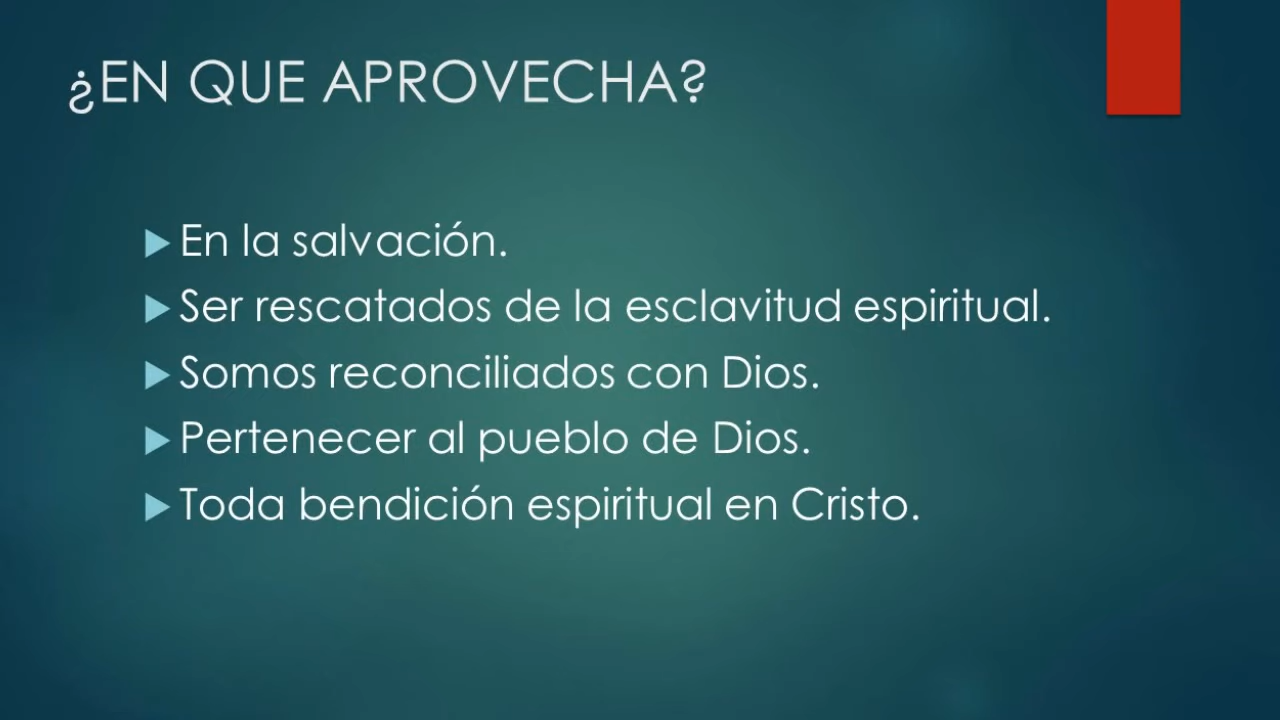 ¿EN QUE APROVECHA?
En la salvación.
Ser rescatados de la esclavitud espiritual.
Somos reconciliados con Dios.
Pertenecer al pueblo de Dios.
Toda bendición espiritual en Cristo.